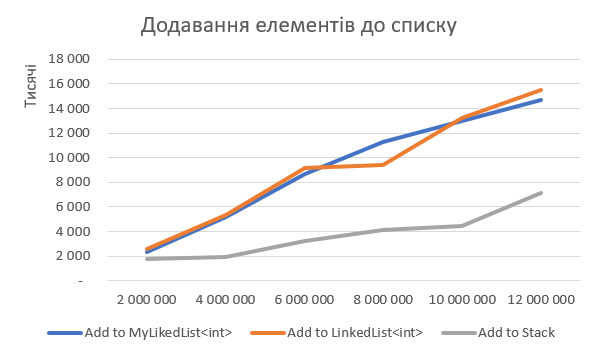 Додавання елементів до списку
Тисячі
18 000
16 000
14 000
12 000
10 000
8 000
6 000
4 000
2 000
-
2 000 000 4 000 000 6 000 000 8 000 000 10 000 000 12 000 000
Add to MyLikedList<int> Add to LinkedList<int> Add to Stack